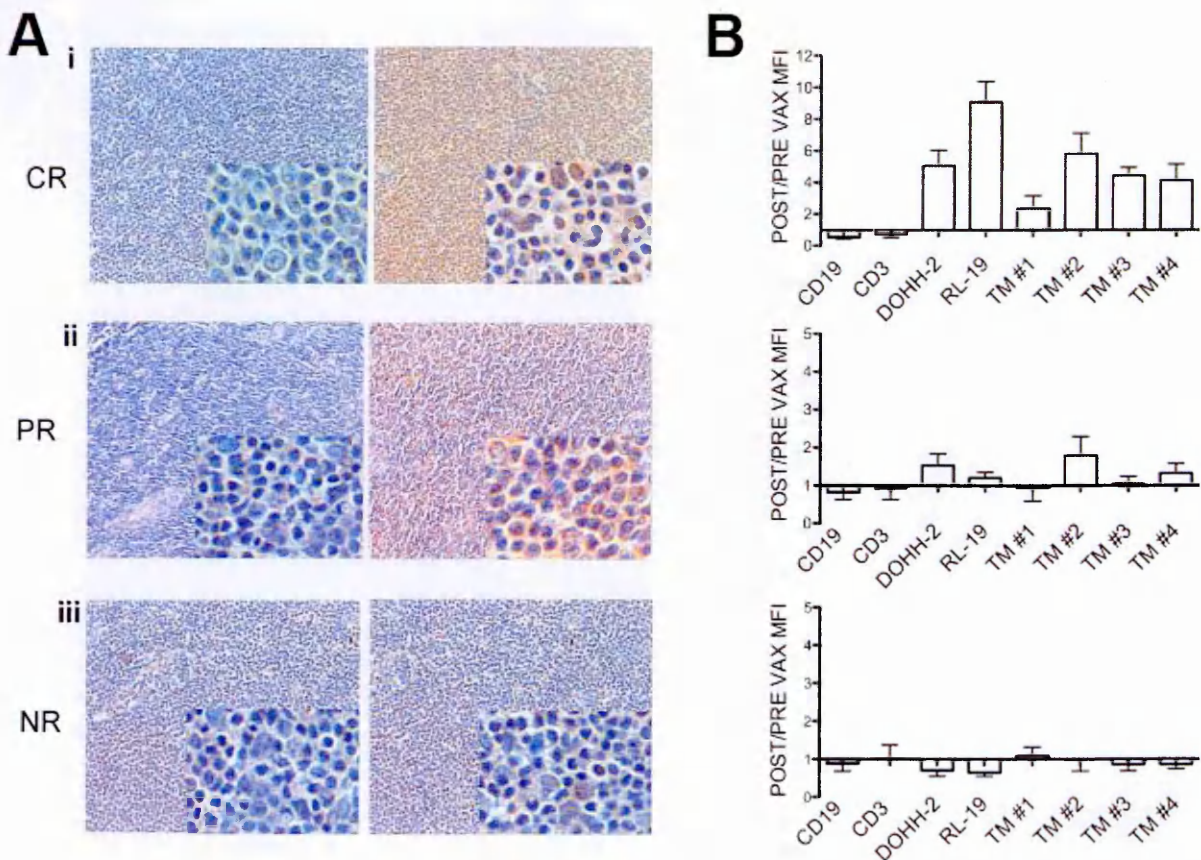 A
i
CR
ii
PR
iii
NR
B
POST/PRE VAX MFI
12
10
8
6
4
2
0
CD19
CD3
DOHH-2
RL-19
TM #1
TM #2
TM #3
TM #4
POST/PRE VAX MFI
5
4
3
2
1
0
CD19
CD3
DOHH-2
RL-19
TM #1
TM #2
TM #3
TM #4
POST/PRE VAX MFI
5
4
3
2
1
0
CD19
CD3
DOHH-2
RL-19
TM #1
TM #2
TM #3
TM #4